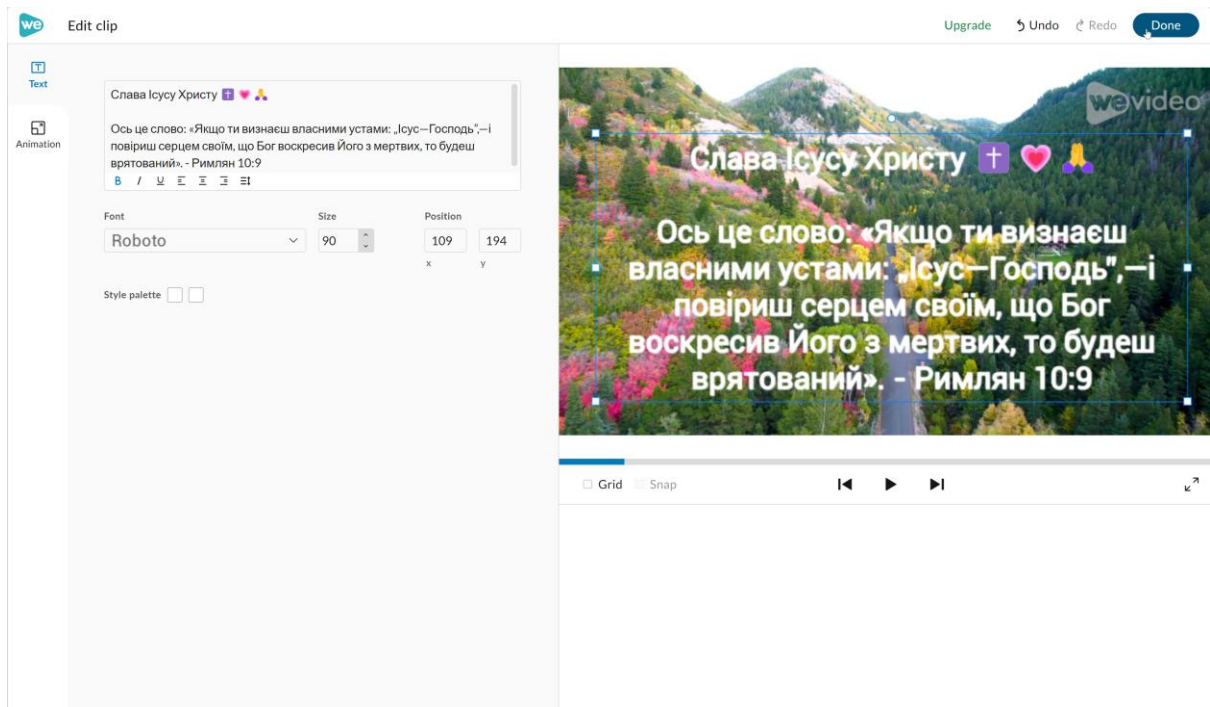 we
Edit clip
Upgrade
Undo
Redo
Done
Text
Animation
Слава Ісусу Христу ✝️ 💗 🙏
Ось це слово: «Якщо ти визнаєш власними устами: „Ісус—Господь”,—і
повіриш серцем своїм, що Бог воскресив Його з мертвих, то будеш
врятований». - Римлян 10:9
B I U
Font
Size
Position
Roboto
90
109
194
x
y
Style palette
wevideo
Слава Ісусу Христу ✝️ 💗 🙏
Ось це слово: «Якщо ти визнаєш
власними устами: „Ісус—Господь”,—і
повіриш серцем своїм, що Бог
воскресив Його з мертвих, то будеш
врятований». - Римлян 10:9
Grid
Snap